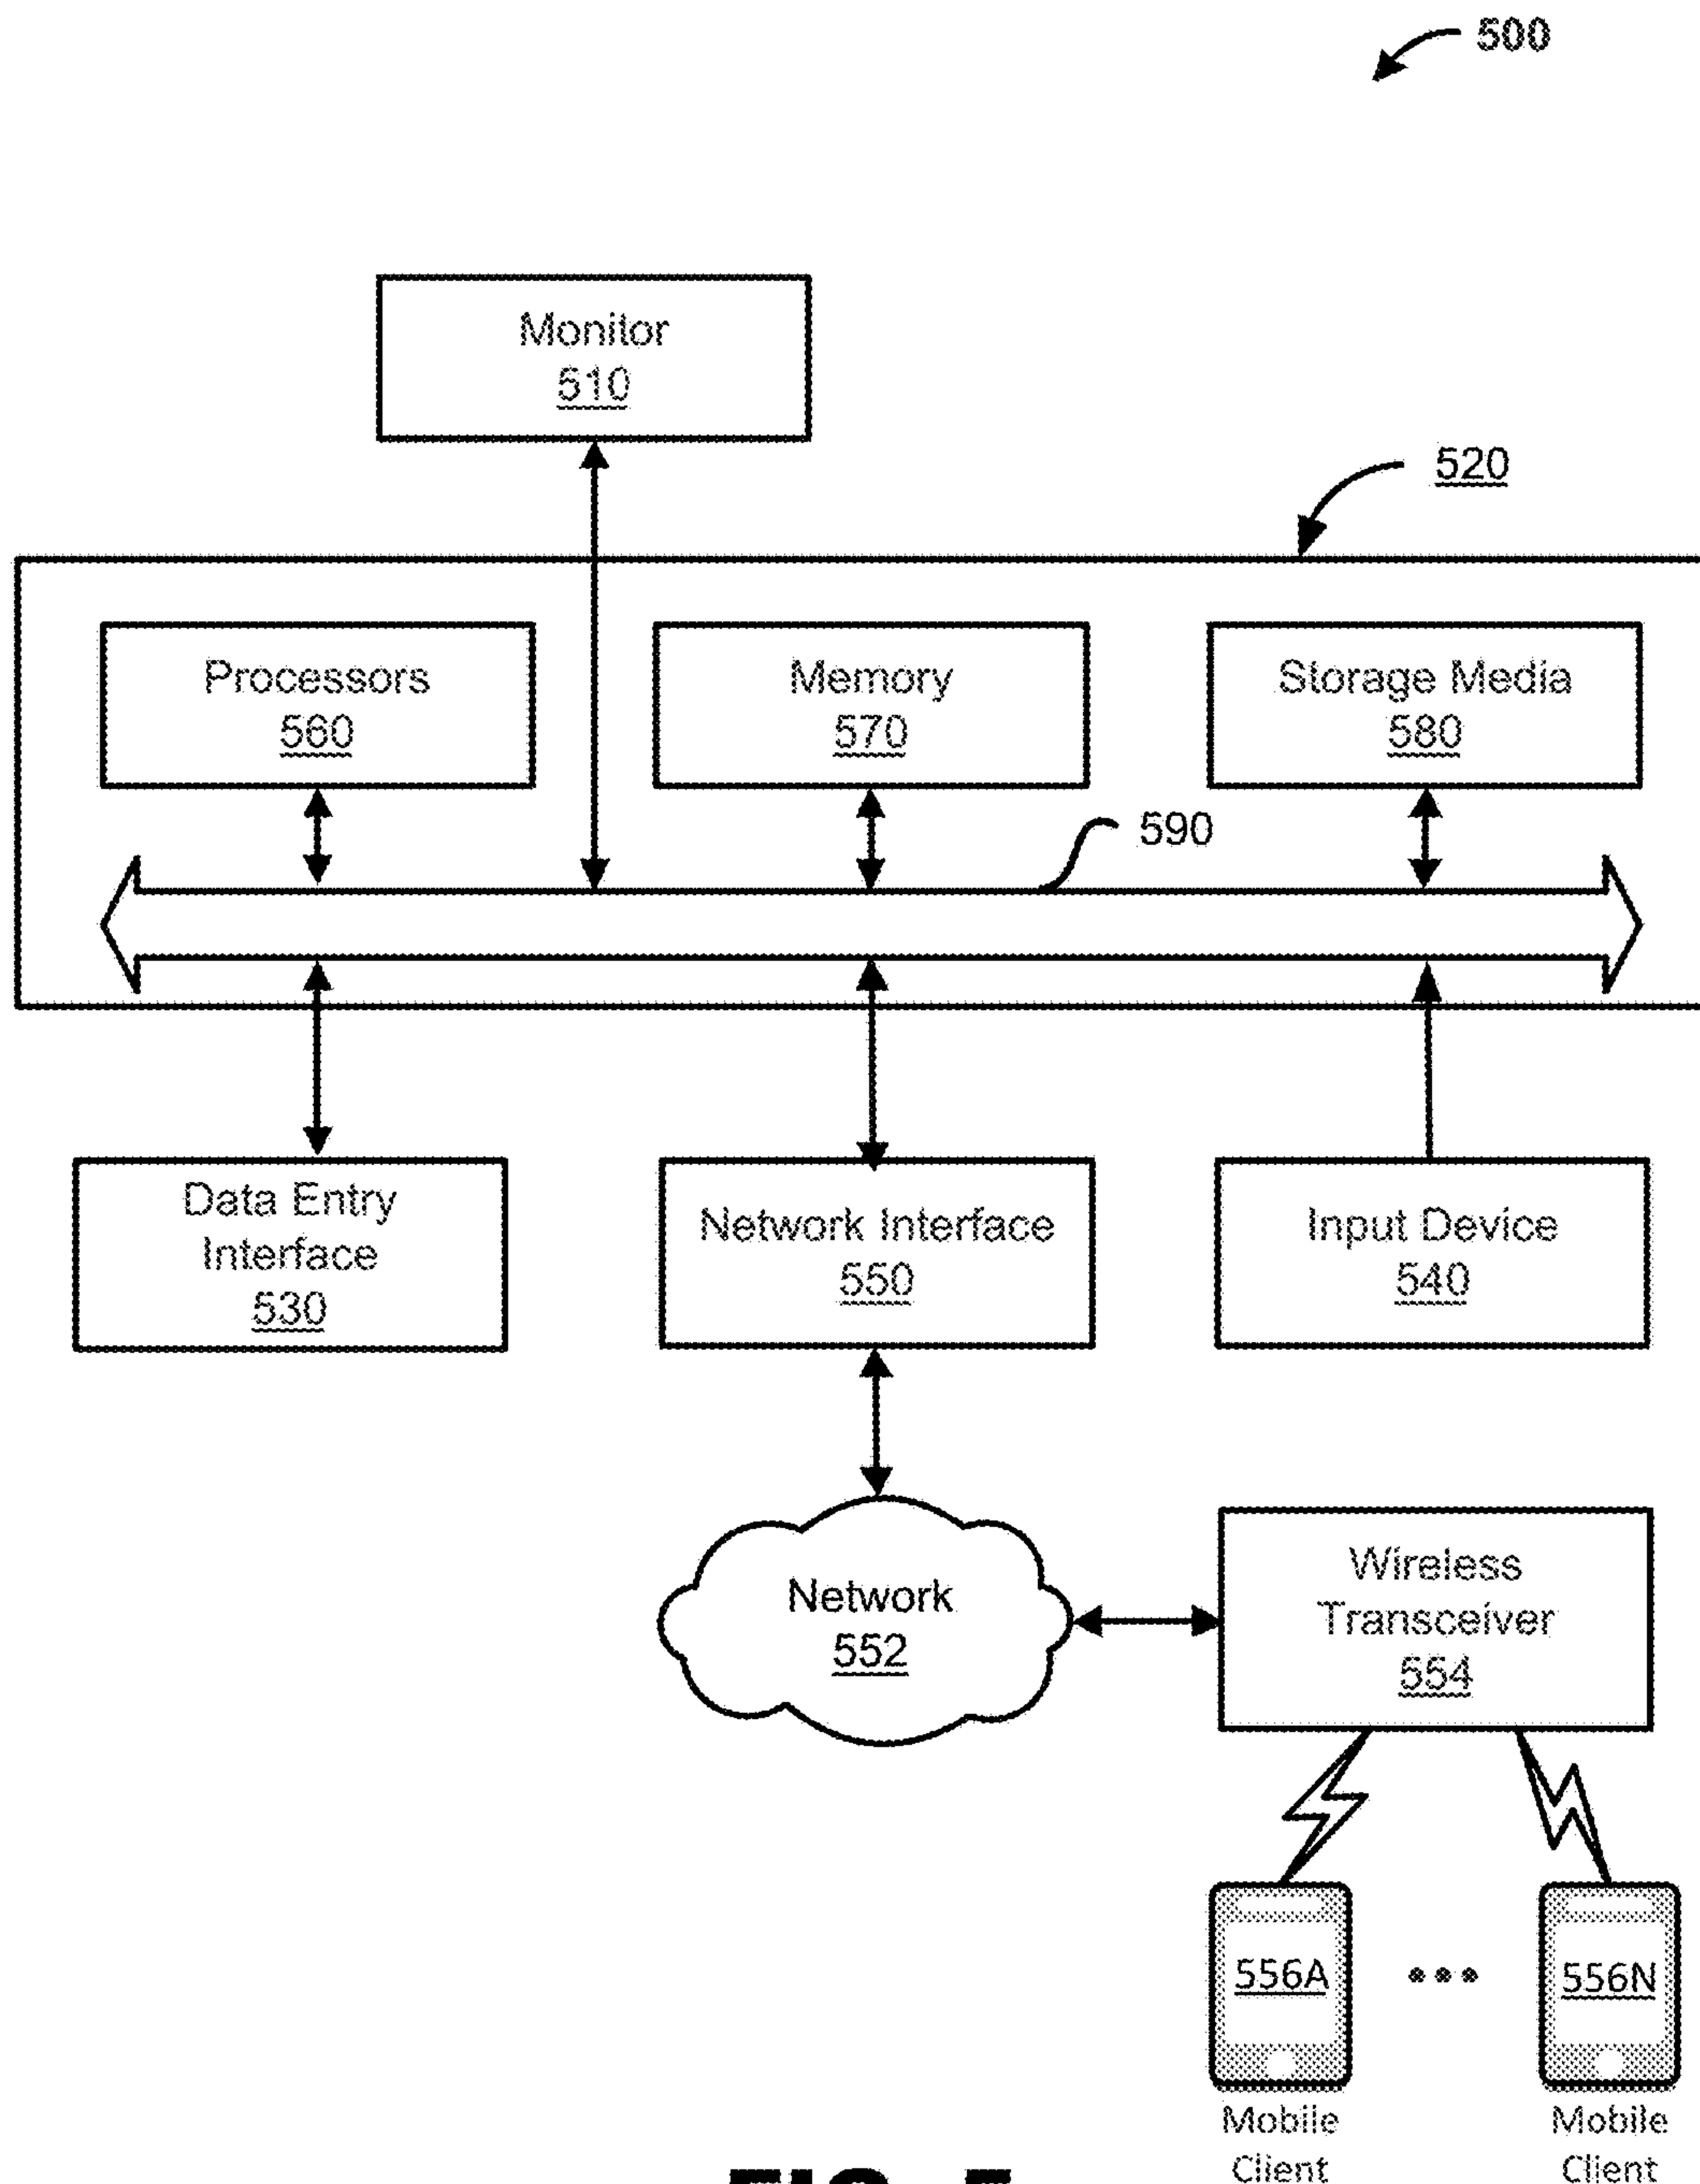 500
Monitor
510
520
Processors
560
Memory
570
Storage Media
580
590
Data Entry
Interface
530
Network Interface
550
Input Device
540
Network
552
Wireless
Transceiver
554
556A
556N
Mobile
Client
Mobile
Client